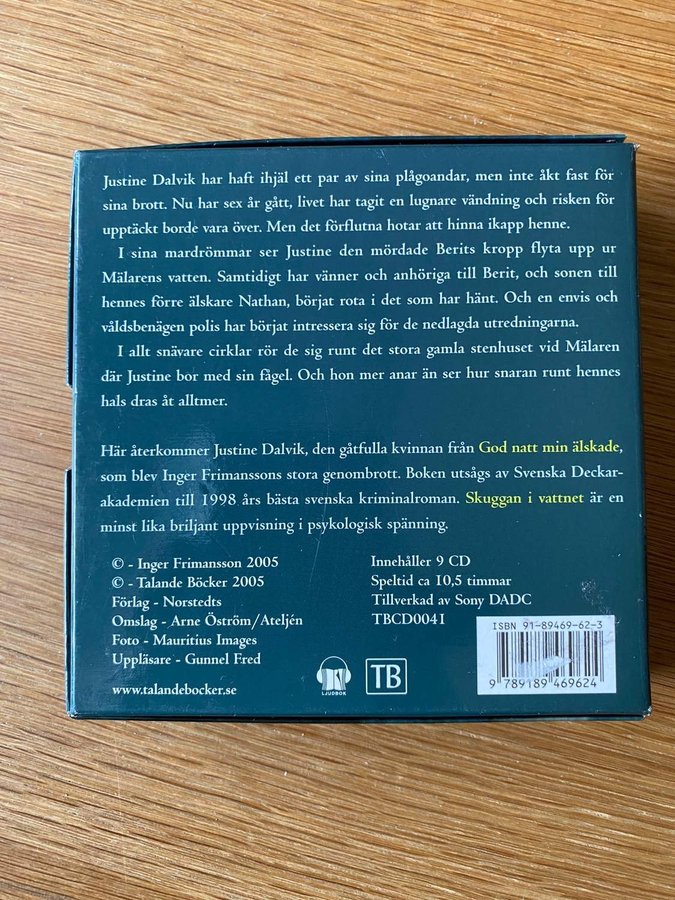 Justine Dalvik har haft ihjäl ett par av sina plågoandar, men inte åkt fast för
sina brott. Nu har sex år gått, livet har tagit en lugnare vändning och risken för
upptäckt borde vara över. Men det förflutna hotar att hinna ikapp henne.
I sina mardrömmar ser Justine den mördade Berits kropp flyta upp ur
Mälarens vatten. Samtidigt har vänner och anhöriga till Berit, och sonen till
hennes förre älskare Nathan, börjat rota i det som har hänt. Och en envis och
våldsbenägen polis har börjat intressera sig för de nedlagda utredningarna.
I allt snävare cirklar rör de sig runt det stora gamla stenhuset vid Mälaren
där Justine bor med sin fågel. Och hon mer anar än ser hur snaran runt hennes
hals dras åt alltmer.
Här återkommer Justine Dalvik, den gåtfulla kvinnan från God natt min älskade,
som blev Inger Frimanssons stora genombrott. Boken utsågs av Svenska Deckar-
akademien till 1998 års bästa svenska kriminalroman. Skuggan i vattnet är en
minst lika briljant uppvisning i psykologisk spänning.
© - Inger Frimansson 2005
© - Talande Böcker 2005
Förlag - Norstedts
Omslag - Arne Öström/Ateljén
Foto - Mauritius Images
Uppläsare - Gunnel Fred
www.talandebocker.se
Innehåller 9 CD
Speltid ca 10,5 timmar
Tillverkad av Sony DADC
TBCD0041
LJUDBOK
TB
ISBN 91-89469-62-3
9 789189 469624